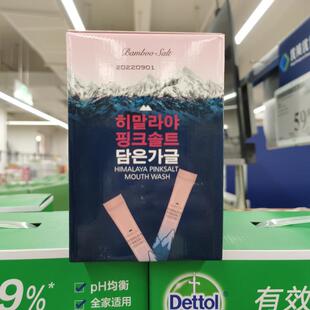 Bamboo Salt
20220901
히말라야
핑크솔트
담은가글
HIMALAYA PINKSALT
MOUTH WASH
9%*
pH均衡
全家适用
Dettol
有效